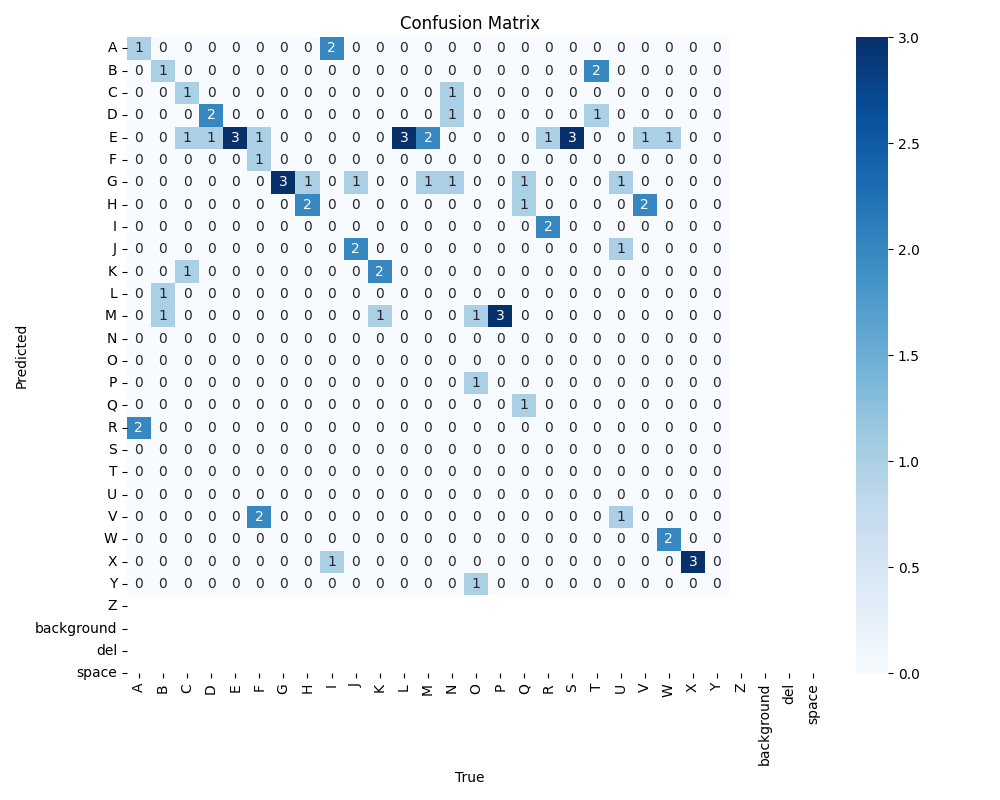 Confusion Matrix
A 1 0 0 0 0 0 0 0 2 0 0 0 0 0 0 0 0 0 0 0 0 0 0 0 0
B 0 1 0 0 0 0 0 0 0 0 0 0 0 0 0 0 0 0 0 2 0 0 0 0 0
C 0 0 1 0 0 0 0 0 0 0 0 0 0 1 0 0 0 0 0 0 0 0 0 0 0
D 0 0 0 2 0 0 0 0 0 0 0 0 0 1 0 0 0 0 0 1 0 0 0 0 0
E 0 0 1 1 3 1 0 0 0 0 0 3 2 0 0 0 0 1 3 0 0 1 1 0 0
F 0 0 0 0 0 1 0 0 0 0 0 0 0 0 0 0 0 0 0 0 0 0 0 0 0
G 0 0 0 0 0 0 3 1 0 1 0 0 1 1 0 0 1 0 0 0 1 0 0 0 0
H 0 0 0 0 0 0 0 2 0 0 0 0 0 0 0 0 1 0 0 0 0 2 0 0 0
I 0 0 0 0 0 0 0 0 0 0 0 0 0 0 0 0 0 2 0 0 0 0 0 0 0
J 0 0 0 0 0 0 0 0 0 2 0 0 0 0 0 0 0 0 0 0 1 0 0 0 0
K 0 0 1 0 0 0 0 0 0 0 2 0 0 0 0 0 0 0 0 0 0 0 0 0 0
L 0 1 0 0 0 0 0 0 0 0 0 0 0 0 0 0 0 0 0 0 0 0 0 0 0
M 0 1 0 0 0 0 0 0 0 0 1 0 0 0 1 3 0 0 0 0 0 0 0 0 0
N 0 0 0 0 0 0 0 0 0 0 0 0 0 0 0 0 0 0 0 0 0 0 0 0 0
O 0 0 0 0 0 0 0 0 0 0 0 0 0 0 0 0 0 0 0 0 0 0 0 0 0
P 0 0 0 0 0 0 0 0 0 0 0 0 0 0 1 0 0 0 0 0 0 0 0 0 0
Q 0 0 0 0 0 0 0 0 0 0 0 0 0 0 0 0 1 0 0 0 0 0 0 0 0
R 2 0 0 0 0 0 0 0 0 0 0 0 0 0 0 0 0 0 0 0 0 0 0 0 0
S 0 0 0 0 0 0 0 0 0 0 0 0 0 0 0 0 0 0 0 0 0 0 0 0 0
T 0 0 0 0 0 0 0 0 0 0 0 0 0 0 0 0 0 0 0 0 0 0 0 0 0
U 0 0 0 0 0 0 0 0 0 0 0 0 0 0 0 0 0 0 0 0 0 0 0 0 0
V 0 0 0 0 0 2 0 0 0 0 0 0 0 0 0 0 0 0 0 0 1 0 0 0 0
W 0 0 0 0 0 0 0 0 0 0 0 0 0 0 0 0 0 0 0 0 0 0 2 0 0
X 0 0 0 0 0 0 0 0 1 0 0 0 0 0 0 0 0 0 0 0 0 0 0 3 0
Y 0 0 0 0 0 0 0 0 0 0 0 0 0 0 1 0 0 0 0 0 0 0 0 0 0
Z
background
del
space
A B C D E F G H I J K L M N O P Q R S T U V W X Y Z background del space
True
Predicted
3.0
2.5
2.0
1.5
1.0
0.5
0.0